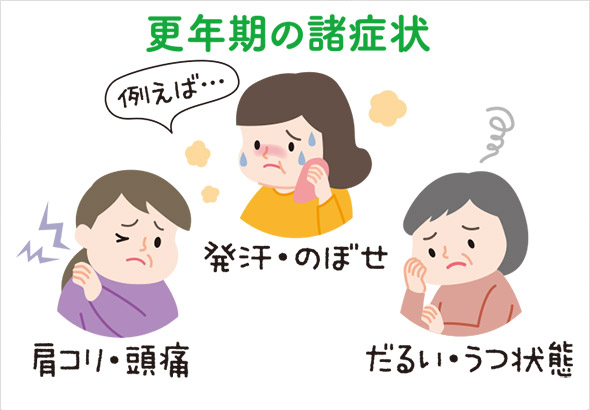 更年期の諸症状
例えば…
発汗・のぼせ
肩コリ・頭痛
だるい・うつ状態